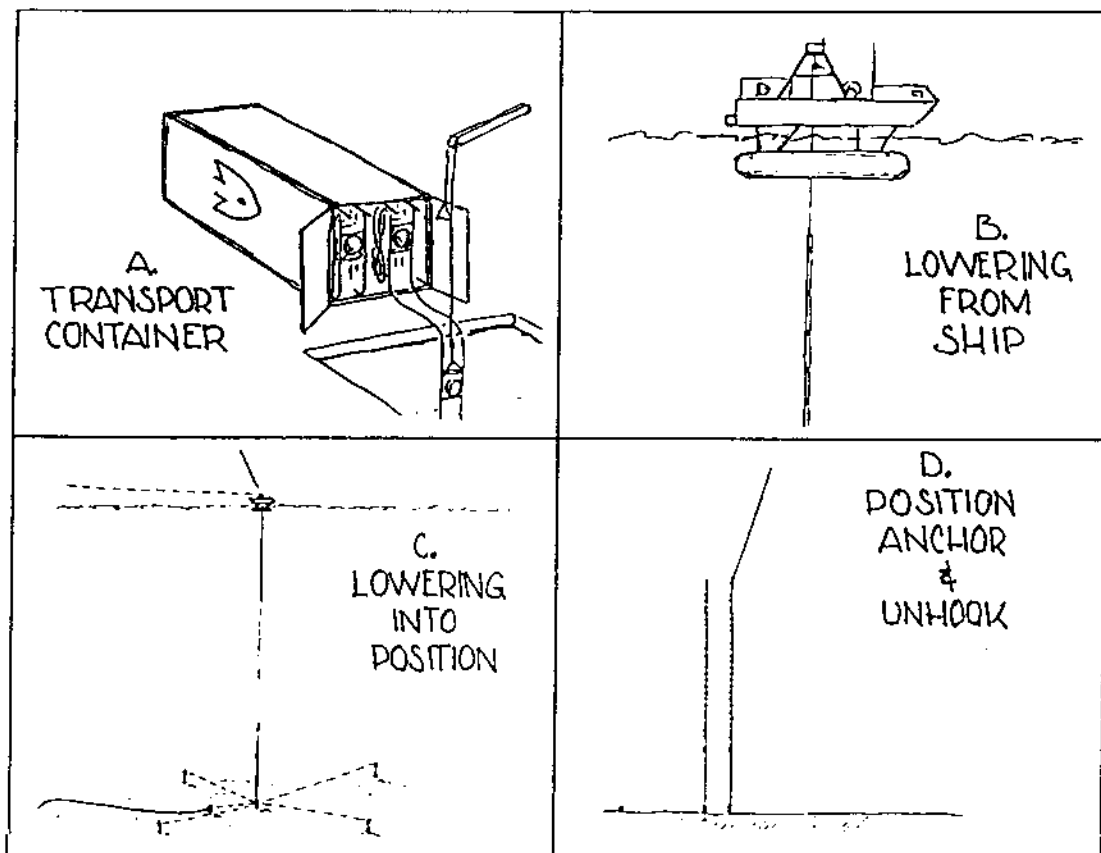 A.
TRANSPORT
CONTAINER
B.
LOWERING
FROM
SHIP
C.
LOWERING
INTO
POSITION
D.
POSITION
ANCHOR
&
UNHOOK